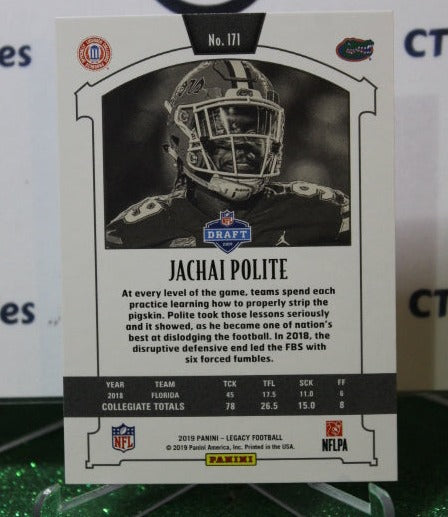 No. 171
CTS
CT
NFL
DRAFT
2019
JACHAI POLITE
At every level of the game, teams spend each
practice learning how to properly strip the
pigskin. Polite took those lessons seriously
and it showed, as he became one of nation's
best at dislodging the football. In 2018, the
disruptive defensive end led the FBS with
six forced fumbles.
YEAR TEAM TCK TFL SCK FF
2018 FLORIDA 45 17.5 11.0 6
COLLEGIATE TOTALS 78 26.5 15.0 8
NFL
2019 PANINI - LEGACY FOOTBALL
© 2019 Panini America, Inc. Printed in the USA.
PANINI
NFLPA